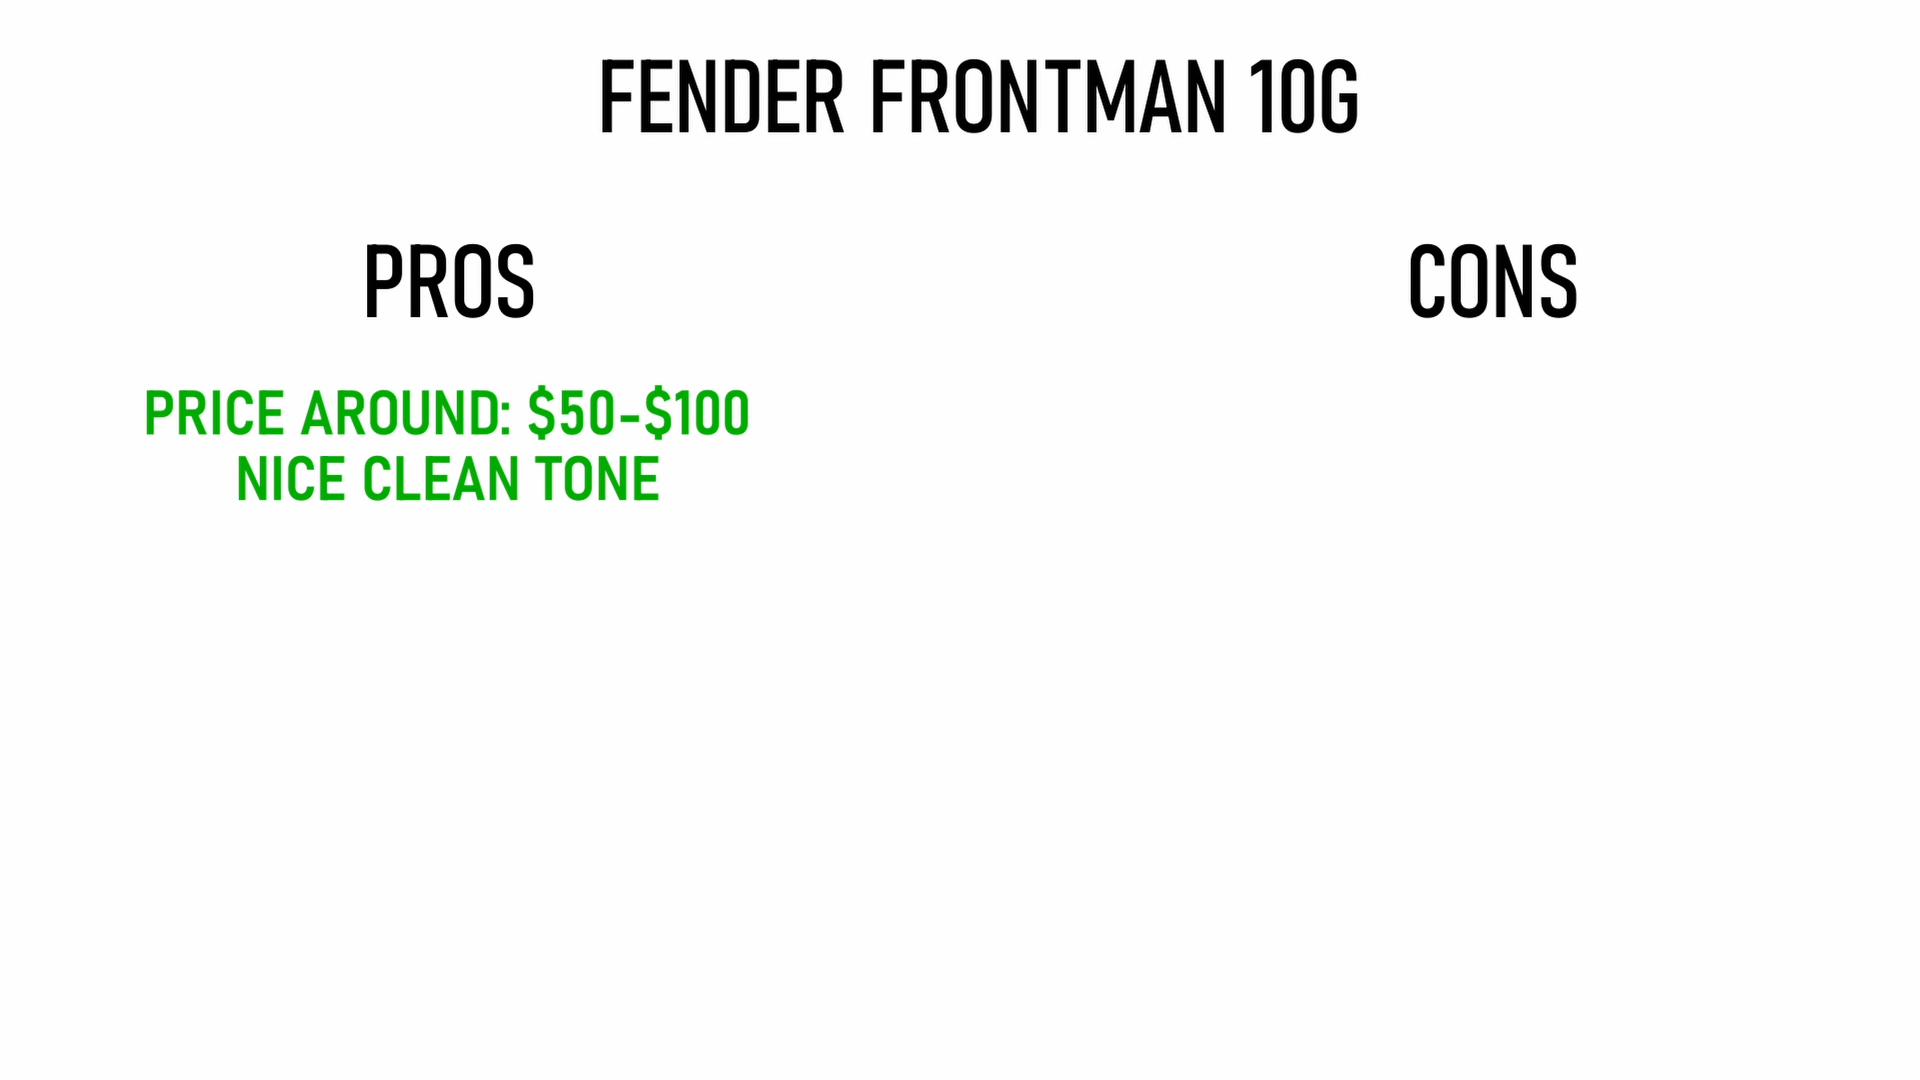 FENDER FRONTMAN 10G
PROS
CONS
PRICE AROUND: $50-$100
NICE CLEAN TONE